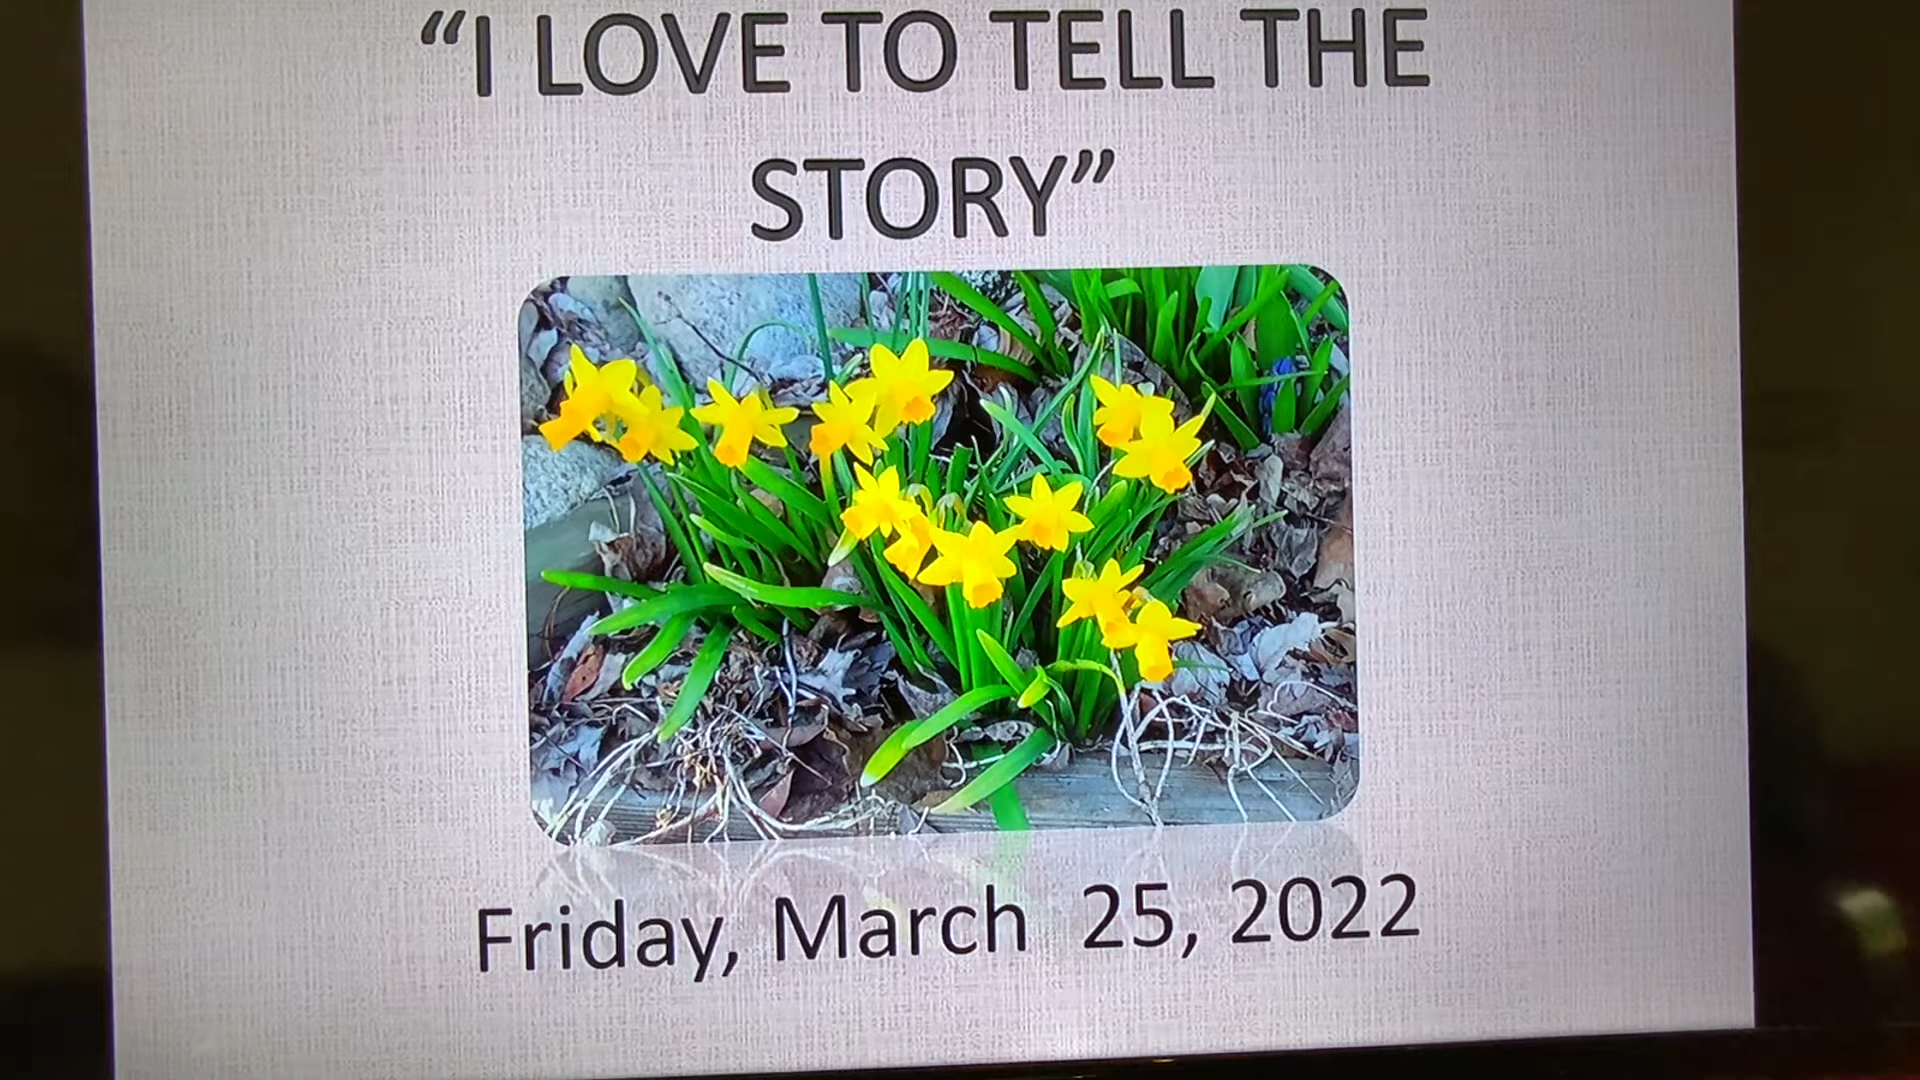 “I LOVE TO TELL THE
STORY”
Friday, March 25, 2022